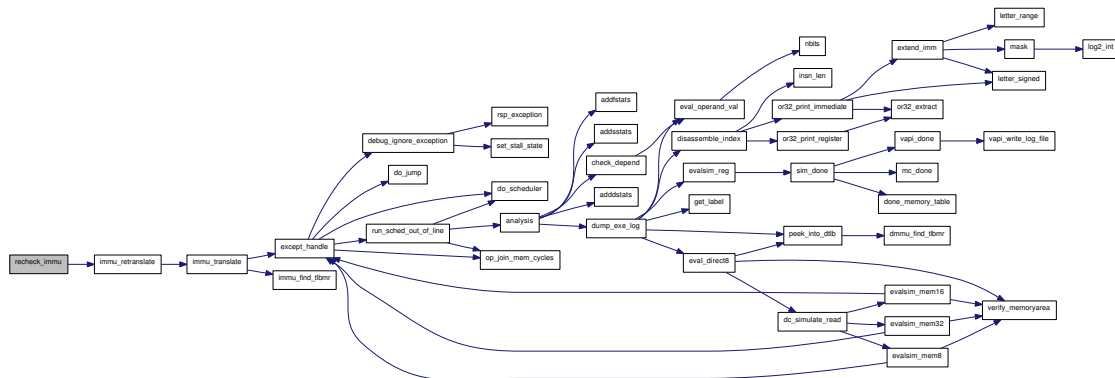 recheck_immu
immu_retranslate
immu_translate
except_handle
immu_find_tlbmr
debug_ignore_exception
do_jump
run_sched_out_of_line
rsp_exception
set_stall_state
do_scheduler
analysis
op_join_mem_cycles
addfstats
addsstats
check_depend
adddstats
dump_exe_log
eval_operand_val
disassemble_index
evalsim_reg
get_label
eval_direct8
nbits
insn_len
or32_print_immediate
or32_print_register
sim_done
peek_into_dtlb
dc_simulate_read
extend_imm
or32_extract
vapi_done
mc_done
done_memory_table
dmmu_find_tlbmr
evalsim_mem16
evalsim_mem32
evalsim_mem8
letter_range
mask
letter_signed
vapi_write_log_file
verify_memoryarea
log2_int